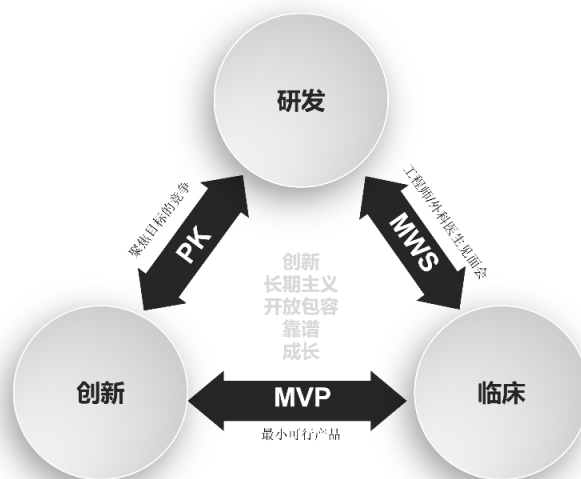 研发
聚焦目标的竞争
PK
工程师/外科医生见面会
MWS
创新
长期主义
开放包容
靠谱
成长
创新
MVP
临床
最小可行产品